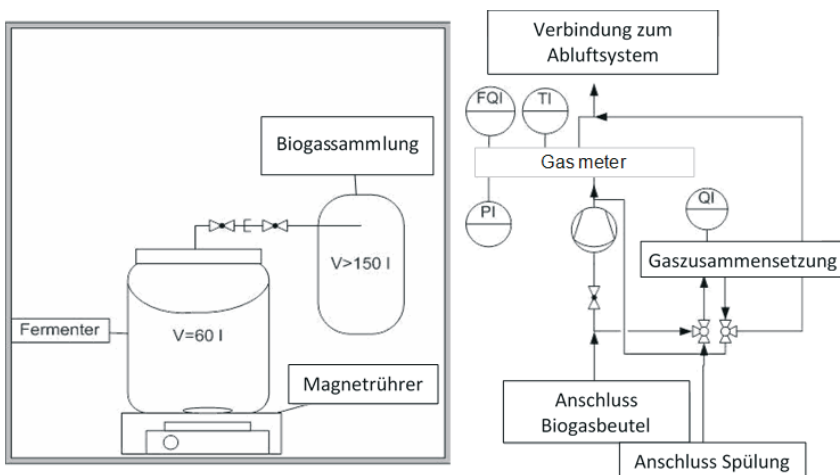 Biogassammlung
V>150 l
Fermenter
V=60 l
Magnetrührer
Verbindung zum
Abluftsystem
FQI
TI
Gas meter
PI
QI
Gaszusammensetzung
Anschluss
Biogasbeutel
Anschluss Spülung